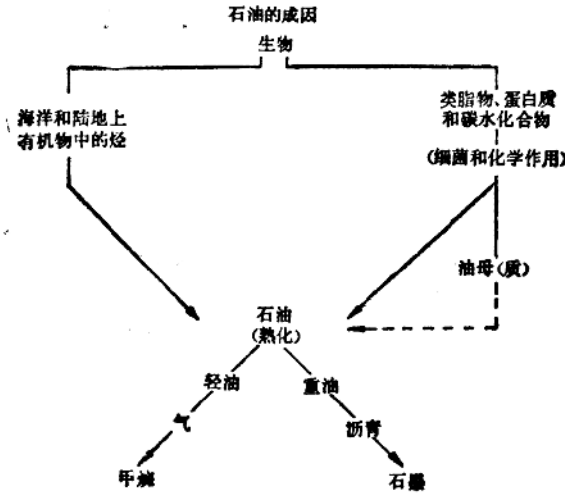 石油的成因
生物
海洋和陆地上
有机物中的烃
类脂物、蛋白质
和碳水化合物
(细菌和化学作用)
油母(质)
石油
(熟化)
轻油
重油
气
沥青
甲烷
石墨